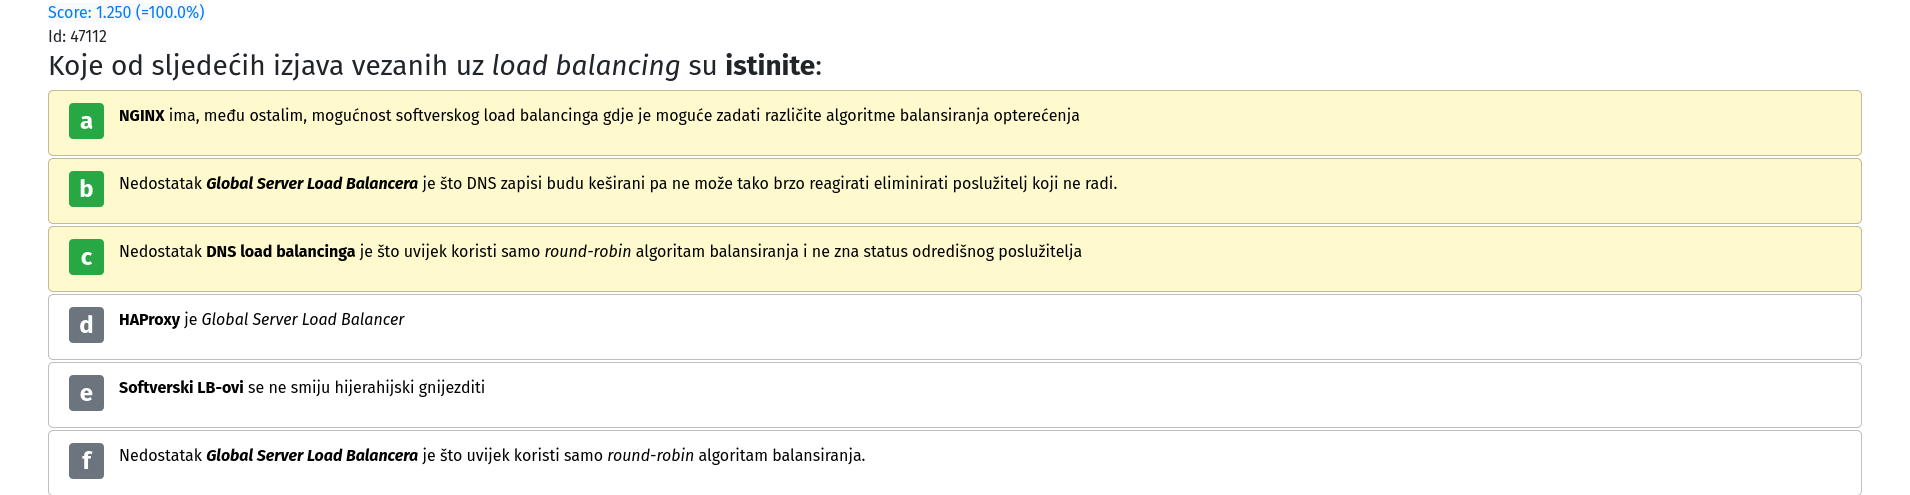 Score: 1.250 (=100.0%)
Id: 47112
Koje od sljedećih izjava vezanih uz load balancing su istinite:
a NGINX ima, među ostalim, mogućnost softverskog load balancinga gdje je moguće zadati različite algoritme balansiranja opterećenja
b Nedostatak Global Server Load Balancera je što DNS zapisi budu keširani pa ne može tako brzo reagirati eliminirati poslužitelj koji ne radi.
c Nedostatak DNS load balancinga je što uvijek koristi samo round-robin algoritam balansiranja i ne zna status odredišnog poslužitelja
d HAProxy je Global Server Load Balancer
e Softverski LB-ovi se ne smiju hijerahijski gnijezditi
f Nedostatak Global Server Load Balancera je što uvijek koristi samo round-robin algoritam balansiranja.